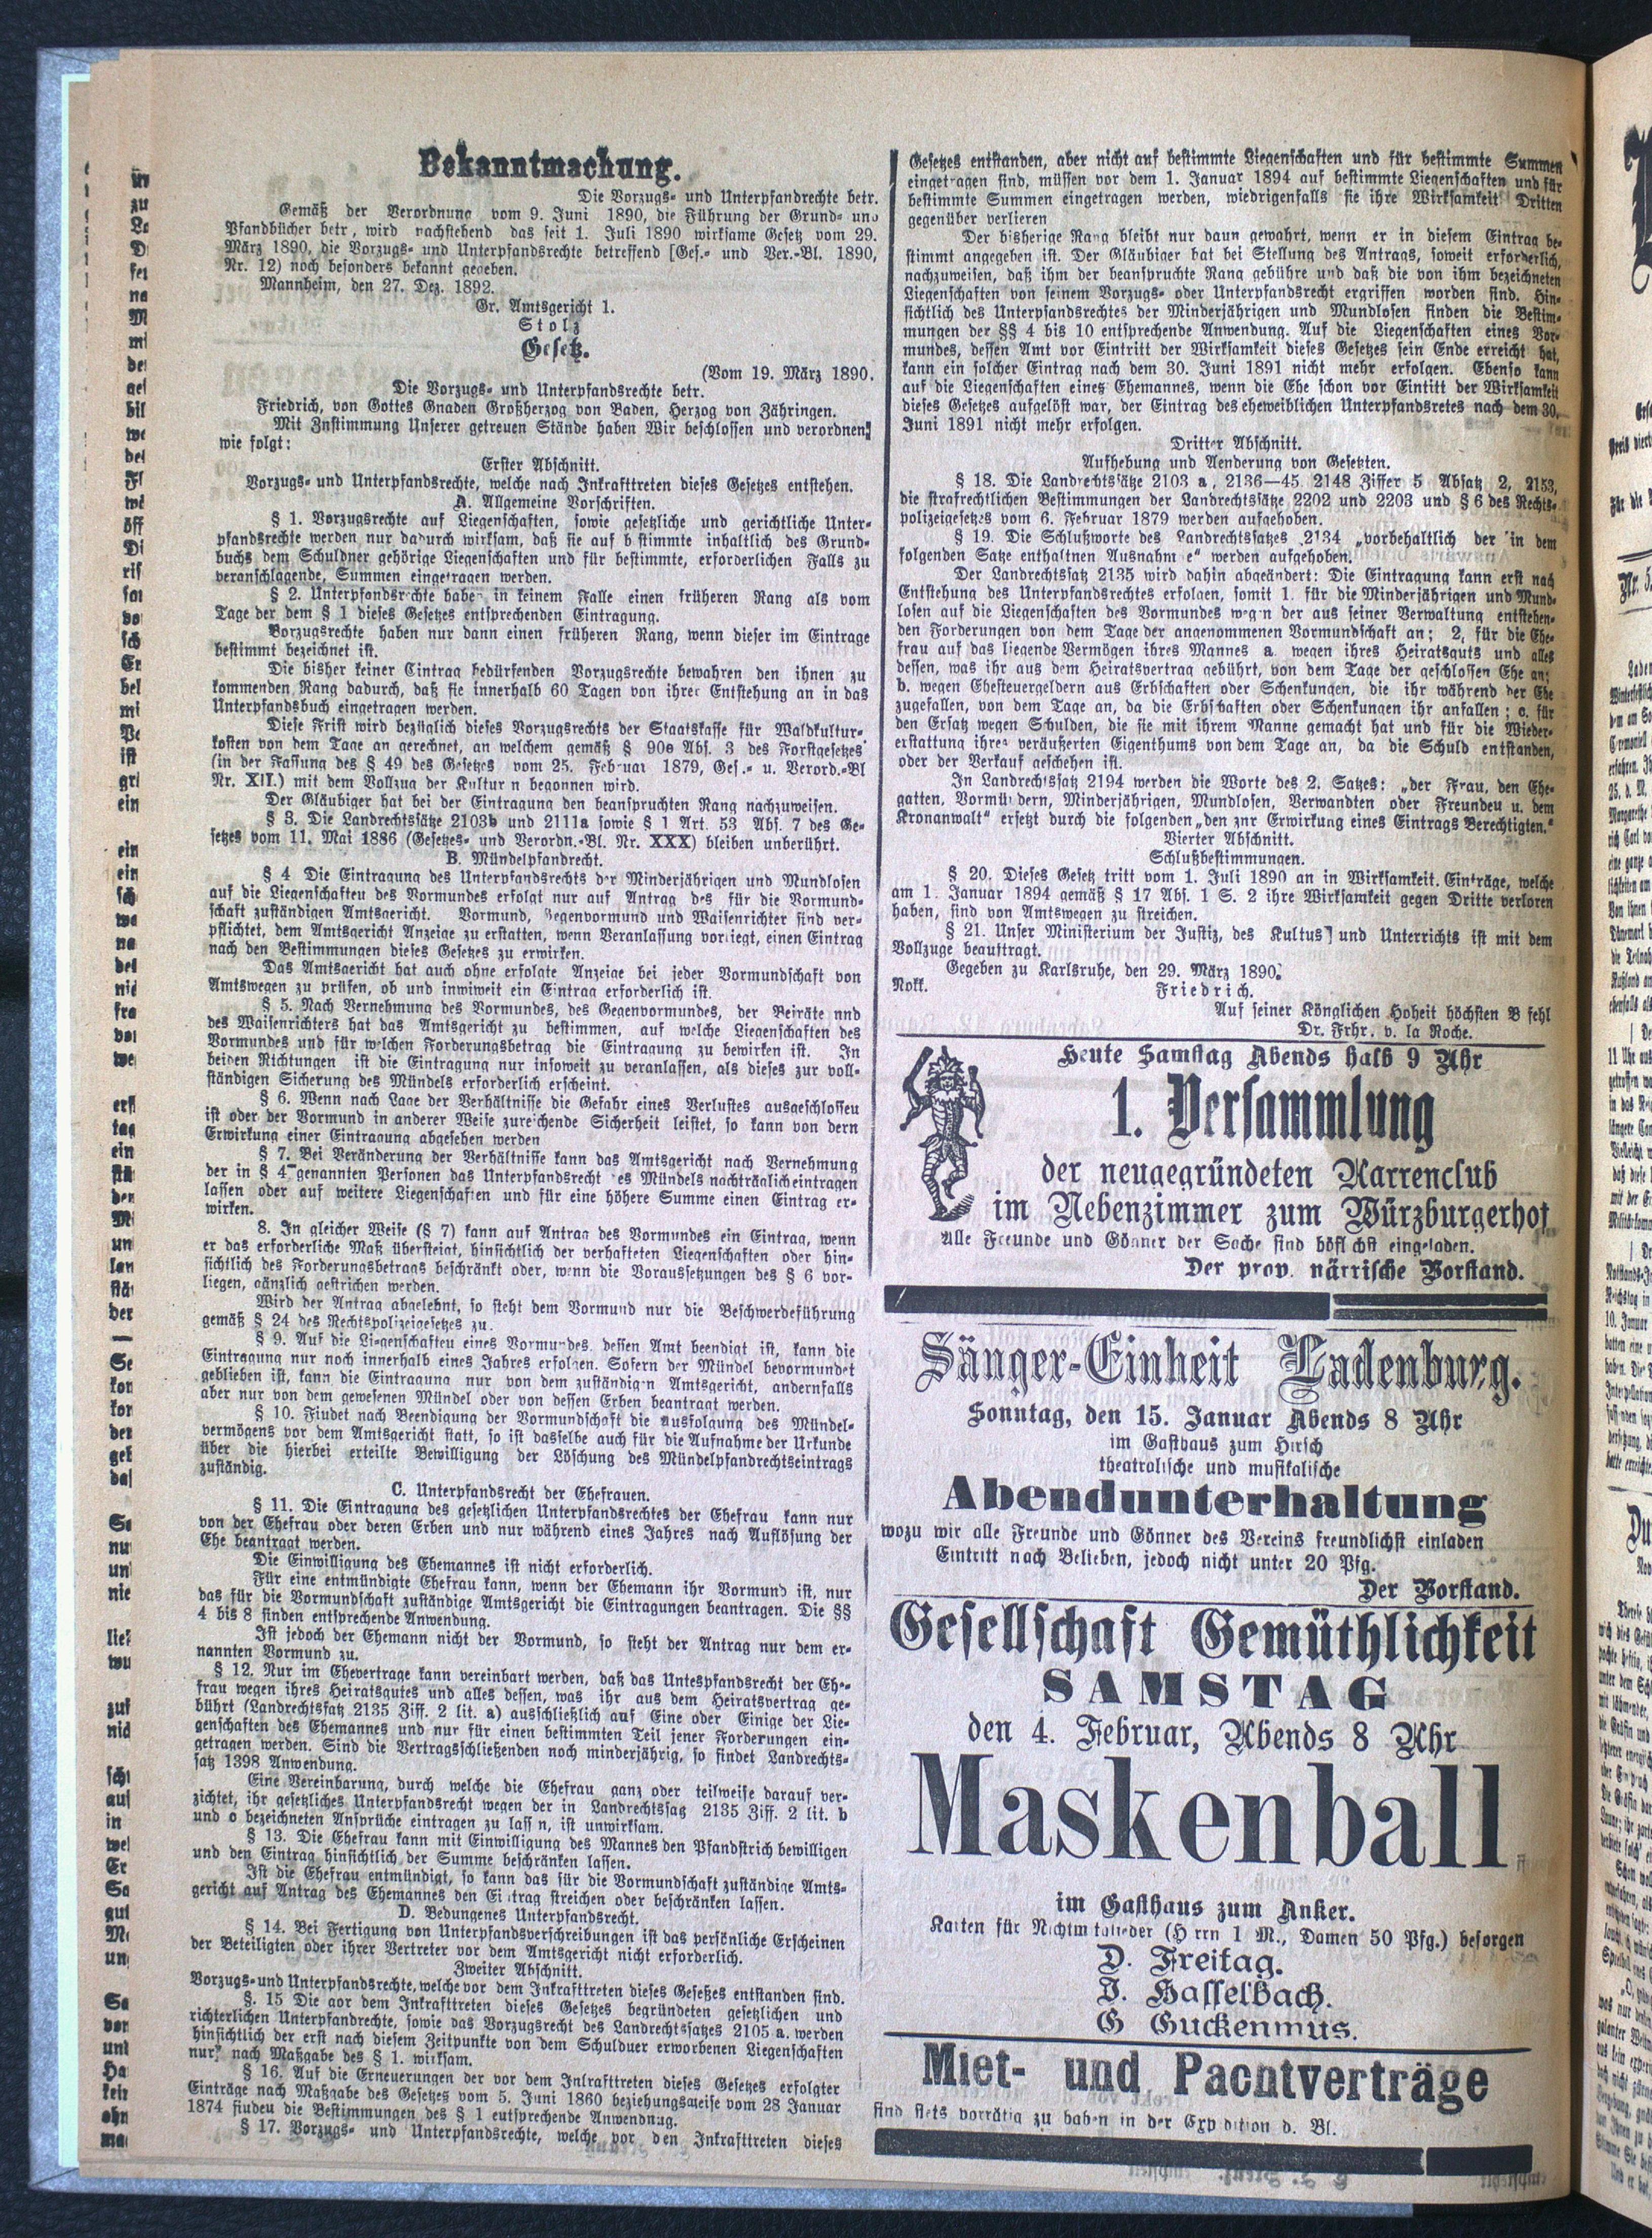 Bekanntmachung.
Die Vorzugs- und Unterpfandrechte betr.
Gemäß der Verordnung vom 9. Juni 1890, die Führung der Grund- und
Pfandbücher betr, wird nachstehend das seit 1. Juli 1890 wirksame Gesetz vom 29.
März 1890, die Vorzugs- und Unterpfandsrechte betreffend [Ges.- und Ver.-Bl. 1890,
Nr. 12) noch besonders bekannt gegeben.
Mannheim, den 27. Dez. 1892.
Gr. Amtsgericht 1.
Stolz
Gesetz.
(Vom 19. März 1890.
Die Vorzugs- und Unterpfandsrechte betr.
Friedrich, von Gottes Gnaden Großherzog von Baden, Herzog von Zähringen.
Mit Znstimmung Unserer getreuen Stände haben Wir beschlossen und verordnen,
wie folgt:
Erster Abschnitt.
Vorzugs- und Unterpfandsrechte, welche nach Inkrafttreten dieses Gesetzes entstehen.
A. Allgemeine Vorschriften.
§ 1. Vorzugsrechte auf Liegenschaften, sowie gesetzliche und gerichtliche Unter-
pfandsrechte werden nur dadurch wirksam, daß sie auf b stimmte inhaltlich des Grund-
buchs dem Schuldner gehörige Liegenschaften und für bestimmte, erforderlichen Falls zu
veranschlagende, Summen eingetragen werden.
§ 2. Unterpfandsrechte haben in keinem Falle einen früheren Rang als vom
Tage der dem § 1 dieses Gesetzes entsprechenden Eintragung.
Vorzugsrechte haben nur dann einen früheren Rang, wenn dieser im Eintrage
bestimmt bezeichnet ist.
Die bisher keiner Cintrag bedürfenden Vorzugsrechte bewahren den ihnen zu
kommenden Rang dadurch, daß sie innerhalb 60 Tagen von ihrer Entstehung an in das
Unterpfandsbuch eingetragen werden.
Diese Frist wird bezüglich dieses Vorzugsrechts der Staatskasse für Waldkultur-
kosten von dem Tage an gerechnet, an welchem gemäß § 90e Abs. 3 des Forstgesetzes
(in der Fassung des § 49 des Gesetzes vom 25. Februar 1879, Ges.- u. Verord.-Bl
Nr. XII.) mit dem Vollzug der Kultur n begonnen wird.
Der Gläubiger hat bei der Eintragung den beanspruchten Rang nachzuweisen.
§ 3. Die Landrechtssätze 2103b und 2111a sowie § 1 Art. 53 Abs. 7 des Ge-
setzes vom 11. Mai 1886 (Gesetzes- und Verordn.-Bl. Nr. XXX) bleiben unberührt.
B. Mündelpfandrecht.
§ 4 Die Eintragung des Unterpfandsrechts der Minderjährigen und Mundlosen
auf die Liegenschaften des Vormundes erfolgt nur auf Antrag des für die Vormund-
schaft zuständigen Amtsgericht. Vormund, Gegenvormund und Waisenrichter sind ver-
pflichtet, dem Amtsgericht Anzeige zu erstatten, wenn Veranlassung vorliegt, einen Eintrag
nach den Bestimmungen dieses Gesetzes zu erwirken.
Das Amtsgericht hat auch ohne erfolgte Anzeige bei jeder Vormundschaft von
Amtswegen zu prüfen, ob und inwieweit ein Eintrag erforderlich ist.
§ 5. Nach Vernehmung des Vormundes, des Gegenvormundes, der Beiräte nnd
des Waisenrichters hat das Amtsgericht zu bestimmen, auf welche Liegenschaften des
Vormundes und für welchen Forderungsbetrag die Eintragung zu bewirken ist. In
beiden Richtungen ist die Eintragung nur insoweit zu veranlassen, als dieses zur voll-
ständigen Sicherung des Mündels erforderlich erscheint.
§ 6. Wenn nach Lage der Verhältnisse die Gefahr eines Verlustes ausgeschlossen
ist oder der Vormund in anderer Weise zureichende Sicherheit leistet, so kann von dern
Erwirkung einer Eintragung abgesehen werden
§ 7. Bei Veränderung der Verhältnisse kann das Amtsgericht nach Vernehmung
der in § 4 genannten Personen das Unterpfandsrecht es Mündels nachträglich eintragen
lassen oder auf weitere Liegenschaften und für eine höhere Summe einen Eintrag er-
wirken.
8. In gleicher Weise (§ 7) kann auf Antrag des Vormundes ein Eintrag, wenn
er das erforderliche Maß übersteigt, hinsichtlich der verhafteten Liegenschaften oder hin-
sichtlich des Forderungsbetrags beschränkt oder, wenn die Voraussetzungen des § 6 vor-
liegen, gänzlich gestrichen werden.
Wird der Antrag abgelehnt, so steht dem Vormund nur die Beschwerdeführung
gemäß § 24 des Rechtspolizeigesetzes zu.
§ 9. Auf die Liegenschaften eines Vormundes dessen Amt beendigt ist, kann die
Eintragung nur noch innerhalb eines Jahres erfolgen. Sofern der Mündel bevormundet
geblieben ist, kann die Eintragung nur von dem zuständigen Amtsgericht, andernfalls
aber nur von dem gewesenen Mündel oder von dessen Erben beantragt werden.
§ 10. Findet nach Beendigung der Vormundschaft die Ausfolgung des Mündel-
vermögens vor dem Amtsgericht statt, so ist dasselbe auch für die Aufnahme der Urkunde
über die hierbei erteilte Bewilligung der Löschung des Mündelpfandrechtseintrags
zuständig.
C. Unterpfandsrecht der Ehefrauen.
§ 11. Die Eintragung des gesetzlichen Unterpfandsrechtes der Ehefrau kann nur
von der Ehefrau oder deren Erben und nur während eines Jahres nach Auflösung der
Ehe beantragt werden.
Die Einwilligung des Ehemannes ist nicht erforderlich.
Für eine entmündigte Ehefrau kann, wenn der Ehemann ihr Vormund ist, nur
das für die Vormundschaft zuständige Amtsgericht die Eintragungen beantragen. Die §§
4 bis 8 finden entsprechende Anwendung.
Ist jedoch der Ehemann nicht der Vormund, so steht der Antrag nur dem er-
nannten Vormund zu.
§ 12. Nur im Ehevertrage kann vereinbart werden, daß das Untespfandsrecht der Ehe-
frau wegen ihres Heiratsgutes und alles dessen, was ihr aus dem Heiratsvertrag ge-
bührt (Landrechtssatz 2135 Ziff. 2 lit. a) ausschließlich auf Eine oder Einige der Lie-
genschaften des Ehemannes und nur für einen bestimmten Teil jener Forderungen ein-
getragen werden. Sind die Vertragsschließenden noch minderjährig, so findet Landrechts-
satz 1398 Anwendung.
Eine Vereinbarung, durch welche die Ehefrau ganz oder teilweise darauf ver-
zichtet, ihr gesetzliches Unterpfandsrecht wegen der in Landrechtssatz 2135 Ziff. 2 lit. b
und o bezeichneten Ansprüche eintragen zu lass n, ist unwirksam.
§ 13. Die Ehefrau kann mit Einwilligung des Mannes den Pfandstrich bewilligen
und den Eintrag hinsichtlich der Summe beschränken lassen.
Ist die Ehefrau entmündigt, so kann das für die Vormundschaft zuständige Amts-
gericht auf Antrag des Ehemannes den Ei trag streichen oder beschränken lassen.
D. Bedungenes Unterpfandsrecht.
§ 14. Bei Fertigung von Unterpfandsverschreibungen ist das persönliche Erscheinen
der Beteiligten oder ihrer Vertreter vor dem Amtsgericht nicht erforderlich.
Zweiter Abschnitt.
Vorzugs- und Unterpfandsrechte, welche vor dem Inkrafttreten dieses Gesetzes entstanden sind.
§. 15 Die aor dem Inkrafttreten dieses Gesetzes begründeten gesetzlichen und
richterlichen Unterpfandrechte, sowie das Vorzugsrecht des Landrechtssatzes 2105 a. werden
hinsichtlich der erst nach diesem Zeitpunkte von dem Schulduer erworbenen Liegenschaften
nur nach Maßgabe des § 1. wirksam.
§ 16. Auf die Erneuerungen der vor dem Inlrafttreten dieses Gesetzes erfolgter
Einträge nach Maßgabe des Gesetzes vom 5. Juni 1860 beziehungsweise vom 28 Januar
1874 findeu die Bestimmungen des § 1 entsprechende Anwendnug.
§ 17. Vorzugs- und Unterpfandsrechte, welche vor den Inkrafttreten dieses
Gesetzes entstanden, aber nicht auf bestimmte Liegenschaften und für bestimmte Summen
eingetragen sind, müssen vor dem 1. Januar 1894 auf bestimmte Liegenschaften und für
bestimmte Summen eingetragen werden, wiedrigenfalls sie ihre Wirksamkeit Dritten
gegenüber verlieren
Der bisherige Rang bleibt nur daun gewahrt, wenn er in diesem Eintrag be-
stimmt angegeben ist. Der Gläubiger hat bei Stellung des Antrags, soweit erforderlich,
nachzuweisen, daß ihm der beanspruchte Rang gebühre und daß die von ihm bezeichneten
Liegenschaften von seinem Vorzugs- oder Unterpfandsrecht ergriffen worden sind. Hin-
sichtlich des Unterpfandsrechtes der Minderjährigen und Mundlosen finden die Bestim-
mungen der §§ 4 bis 10 entsprechende Anwendung. Auf die Liegenschaften eines Vor-
mundes, dessen Amt vor Eintritt der Wirksamkeit dieses Gesetzes sein Ende erreicht hat,
kann ein solcher Eintrag nach dem 30. Juni 1891 nicht mehr erfolgen. Ebenso kann
auf die Liegenschaften eines Ehemannes, wenn die Ehe schon vor Eintitt der Wirksamkeit
dieses Gesetzes aufgelöst war, der Eintrag des eheweiblichen Unterpfandsretes nach dem 30.
Juni 1891 nicht mehr erfolgen.
Dritter Abschnitt.
Aufhebung und Aenderung von Gesetzten.
§ 18. Die Landrechtssätze 2103 a, 2136—45. 2148 Ziffer 5 Absatz 2, 2153,
die strafrechtlichen Bestimmungen der Landrechtssätze 2202 und 2203 und § 6 des Rechts-
polizeigesetzes vom 6. Februar 1879 werden aufgehoben.
§ 19. Die Schlußworte des Landrechtssatzes 2134 „vorbehaltlich der in dem
folgenden Satze enthaltnen Ausnahm e“ werden aufgehoben.
Der Landrechtssatz 2135 wird dahin abgeändert: Die Eintragung kann erst nach
Entstehung des Unterpfandsrechtes erfolgen, somit 1. für die Minderjährigen und Mund-
losen auf die Liegenschaften des Vormundes weg n der aus seiner Verwaltung entstehen-
den Forderungen von dem Tage der angenommenen Vormundschaft an; 2, für die Ehe-
frau auf das liegende Vermögen ihres Mannes a. wegen ihres Heiratsguts und alles
dessen, was ihr aus dem Heiratsvertrag gebührt, von dem Tage der geschlossen Ehe an;
b. wegen Ehesteuergeldern aus Erbschaften oder Schenkungen, die ihr während der Ehe
zugefallen, von dem Tage an, da die Erbschaften oder Schenkungen ihr anfallen; c. für
den Ersatz wegen Schulden, die sie mit ihrem Manne gemacht hat und für die Wieder-
erstattung ihres veräußerten Eigenthums von dem Tage an, da die Schuld entstanden,
oder der Verkauf geschehen ist.
In Landrechtssatz 2194 werden die Worte des 2. Satzes: „der Frau, den Ehe-
gatten, Vormündern, Minderjährigen, Mundlosen, Verwandten oder Freunden u. dem
Kronanwalt“ ersetzt durch die folgenden „den znr Erwirkung eines Eintrags Berechtigten.“
Vierter Abschnitt.
Schlußbestimmungen.
§ 20. Dieses Gesetz tritt vom 1. Juli 1890 an in Wirksamkeit. Einträge, welche
am 1. Januar 1894 gemäß § 17 Abs. 1 S. 2 ihre Wirksamkeit gegen Dritte verloren
haben, sind von Amtswegen zu streichen.
§ 21. Unser Ministerium der Justiz, des Kultus und Unterrichts ist mit dem
Vollzuge beauftragt.
Gegeben zu Karlsruhe, den 29. März 1890.
Nokk. Friedrich.
Auf seiner Könglichen Hoheit höchsten B fehl
Dr. Frhr. v. la Roche.
Heute Samstag Abends halb 9 Uhr
1. Versammlung
der neugegründeten Narrenclub
im Nebenzimmer zum Würzburgerhof
Alle Freunde und Gönner der Sache sind höfl chst eingeladen.
Der prov. närrische Vorstand.
Sänger-Einheit Ladenburg.
Sonntag, den 15. Januar Abends 8 Uhr
im Gasthaus zum Hirsch
theatralische und musikalische
Abendunterhaltung
wozu wir alle Freunde und Gönner des Vereins freundlichst einladen
Eintritt nach Belieben, jedoch nicht unter 20 Pfg.
Der Vorstand.
Gesellschaft Gemüthlichkeit
SAMSTAG
den 4. Februar, Abends 8 Uhr
Maskenball
im Gasthaus zum Anker.
Karten für Nichtmitglieder (H rrn 1 M., Damen 50 Pfg.) besorgen
D. Freitag.
J. Hasselbach.
G Guckenmus.
Miet- und Pachtverträge
sind stets vorrätig zu haben in der Exp dition d. Bl.